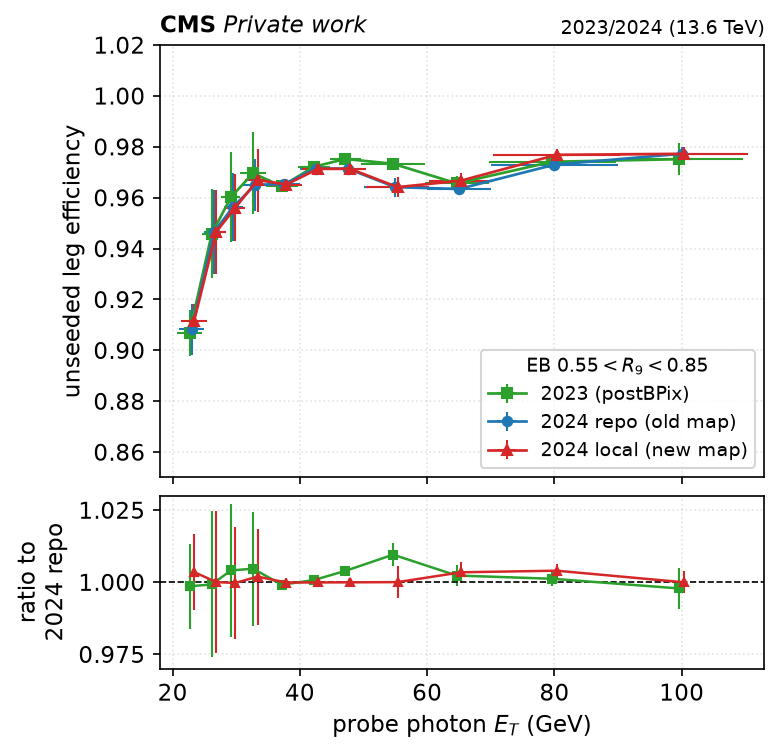 CMS Private work 2023/2024 (13.6 TeV)
1.02
1.00
0.98
0.96
0.94
0.92
0.90
0.88
0.86
unseeded leg efficiency
EB 0.55 < R₉ < 0.85
2023 (postBPix)
2024 repo (old map)
2024 local (new map)
1.025
1.000
0.975
ratio to
2024 repo
20 40 60 80 100
probe photon E_T (GeV)